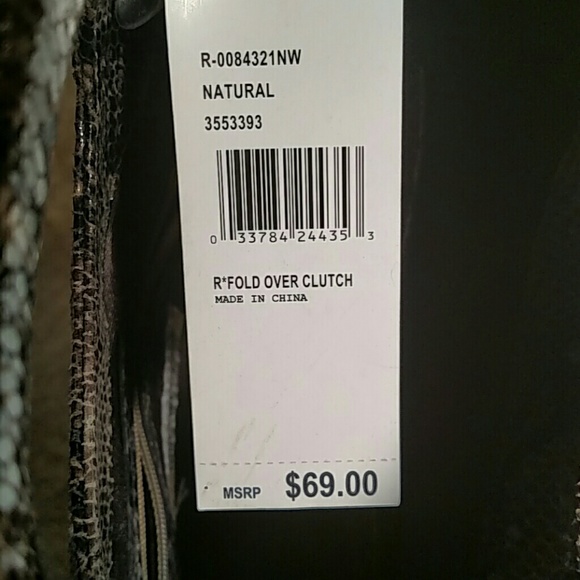 R-0084321NW
NATURAL
3553393
0 33784 24435 3
R*FOLD OVER CLUTCH
MADE IN CHINA
MSRP $69.00